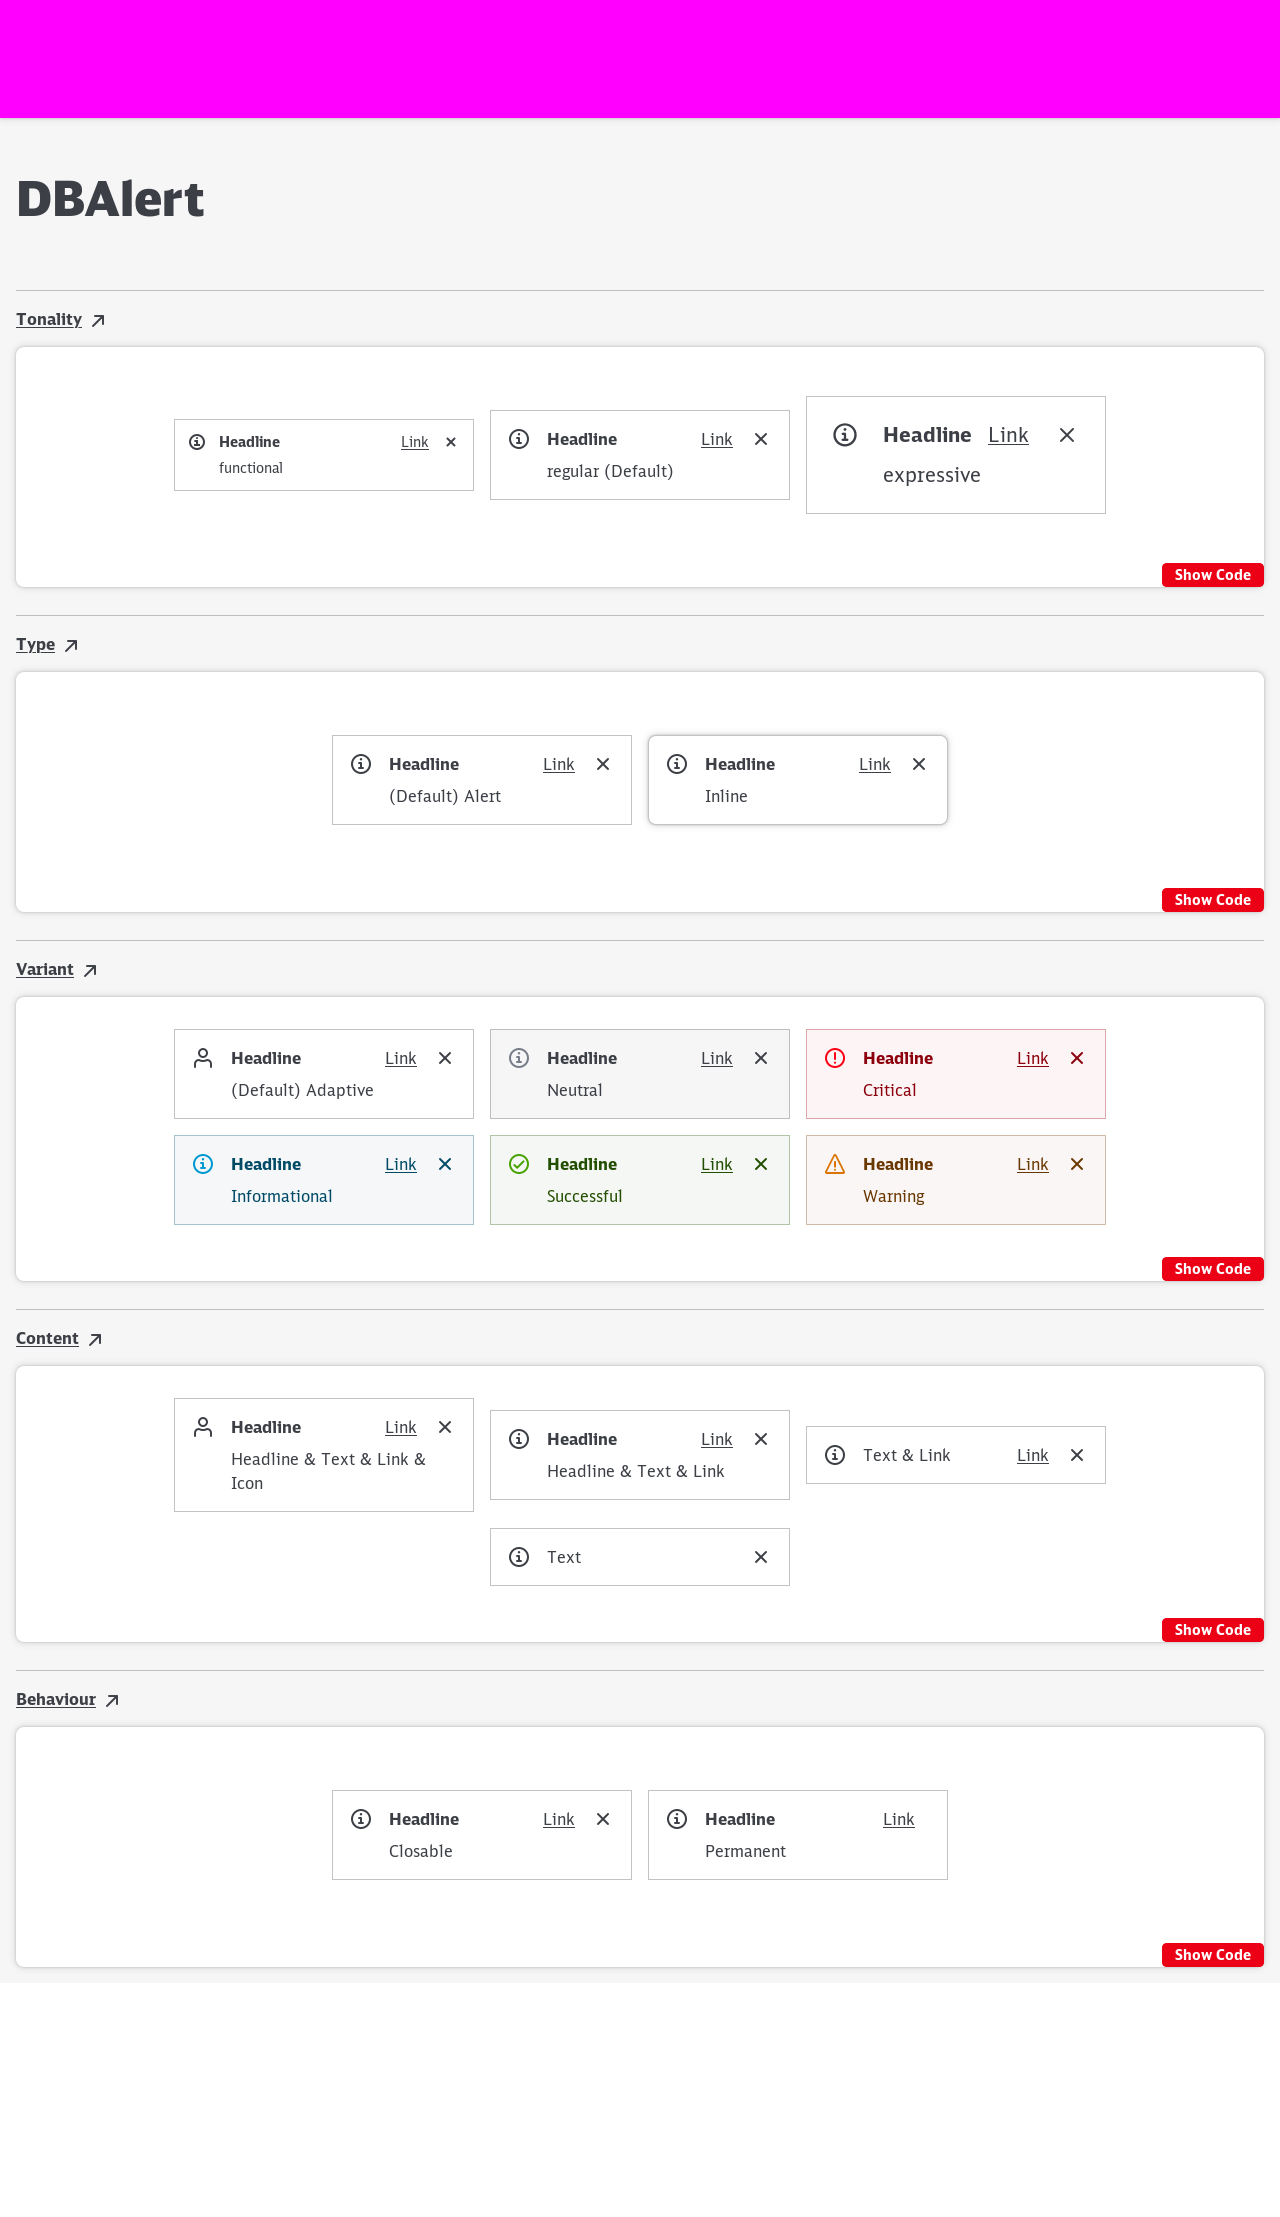 DBAlert
Tonality
Headline Link
functional
Headline Link
regular (Default)
Headline Link
expressive
Show Code
Type
Headline Link
(Default) Alert
Headline Link
Inline
Show Code
Variant
Headline Link
(Default) Adaptive
Headline Link
Neutral
Headline Link
Critical
Headline Link
Informational
Headline Link
Successful
Headline Link
Warning
Show Code
Content
Headline Link
Headline & Text & Link &
Icon
Headline Link
Headline & Text & Link
Text & Link Link
Text
Show Code
Behaviour
Headline Link
Closable
Headline Link
Permanent
Show Code